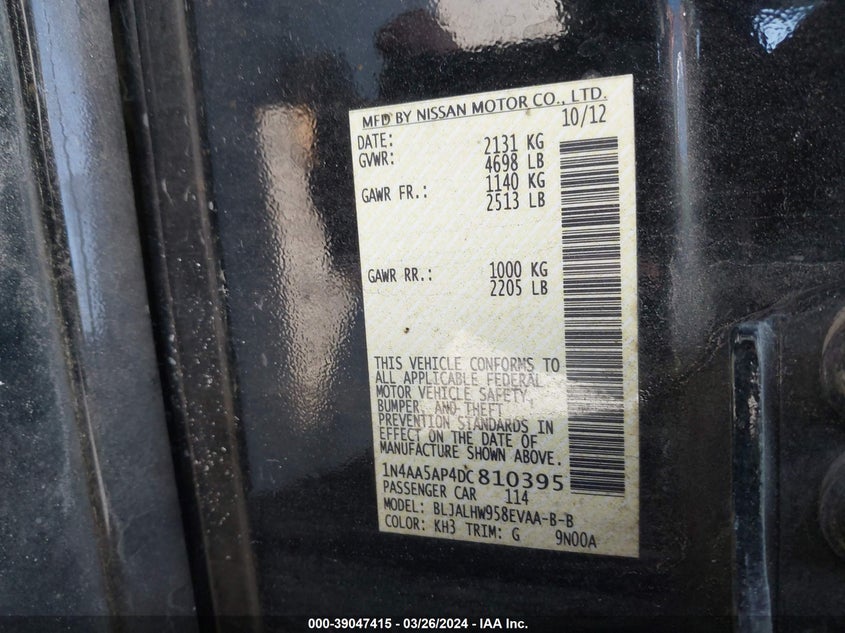 MFD BY NISSAN MOTOR CO., LTD.
DATE: 10/12
GVWR: 2131 KG
4698 LB
GAWR FR.: 1140 KG
2513 LB
GAWR RR.: 1000 KG
2205 LB
THIS VEHICLE CONFORMS TO
ALL APPLICABLE FEDERAL
MOTOR VEHICLE SAFETY,
BUMPER, AND THEFT
PREVENTION STANDARDS IN
EFFECT ON THE DATE OF
MANUFACTURE SHOWN ABOVE.
1N4AA5AP4DC810395
PASSENGER CAR 114
MODEL: BLJALHW958EVAA-B-B
COLOR: KH3 TRIM: G 9N00A
000-39047415 - 03/26/2024 - IAA Inc.